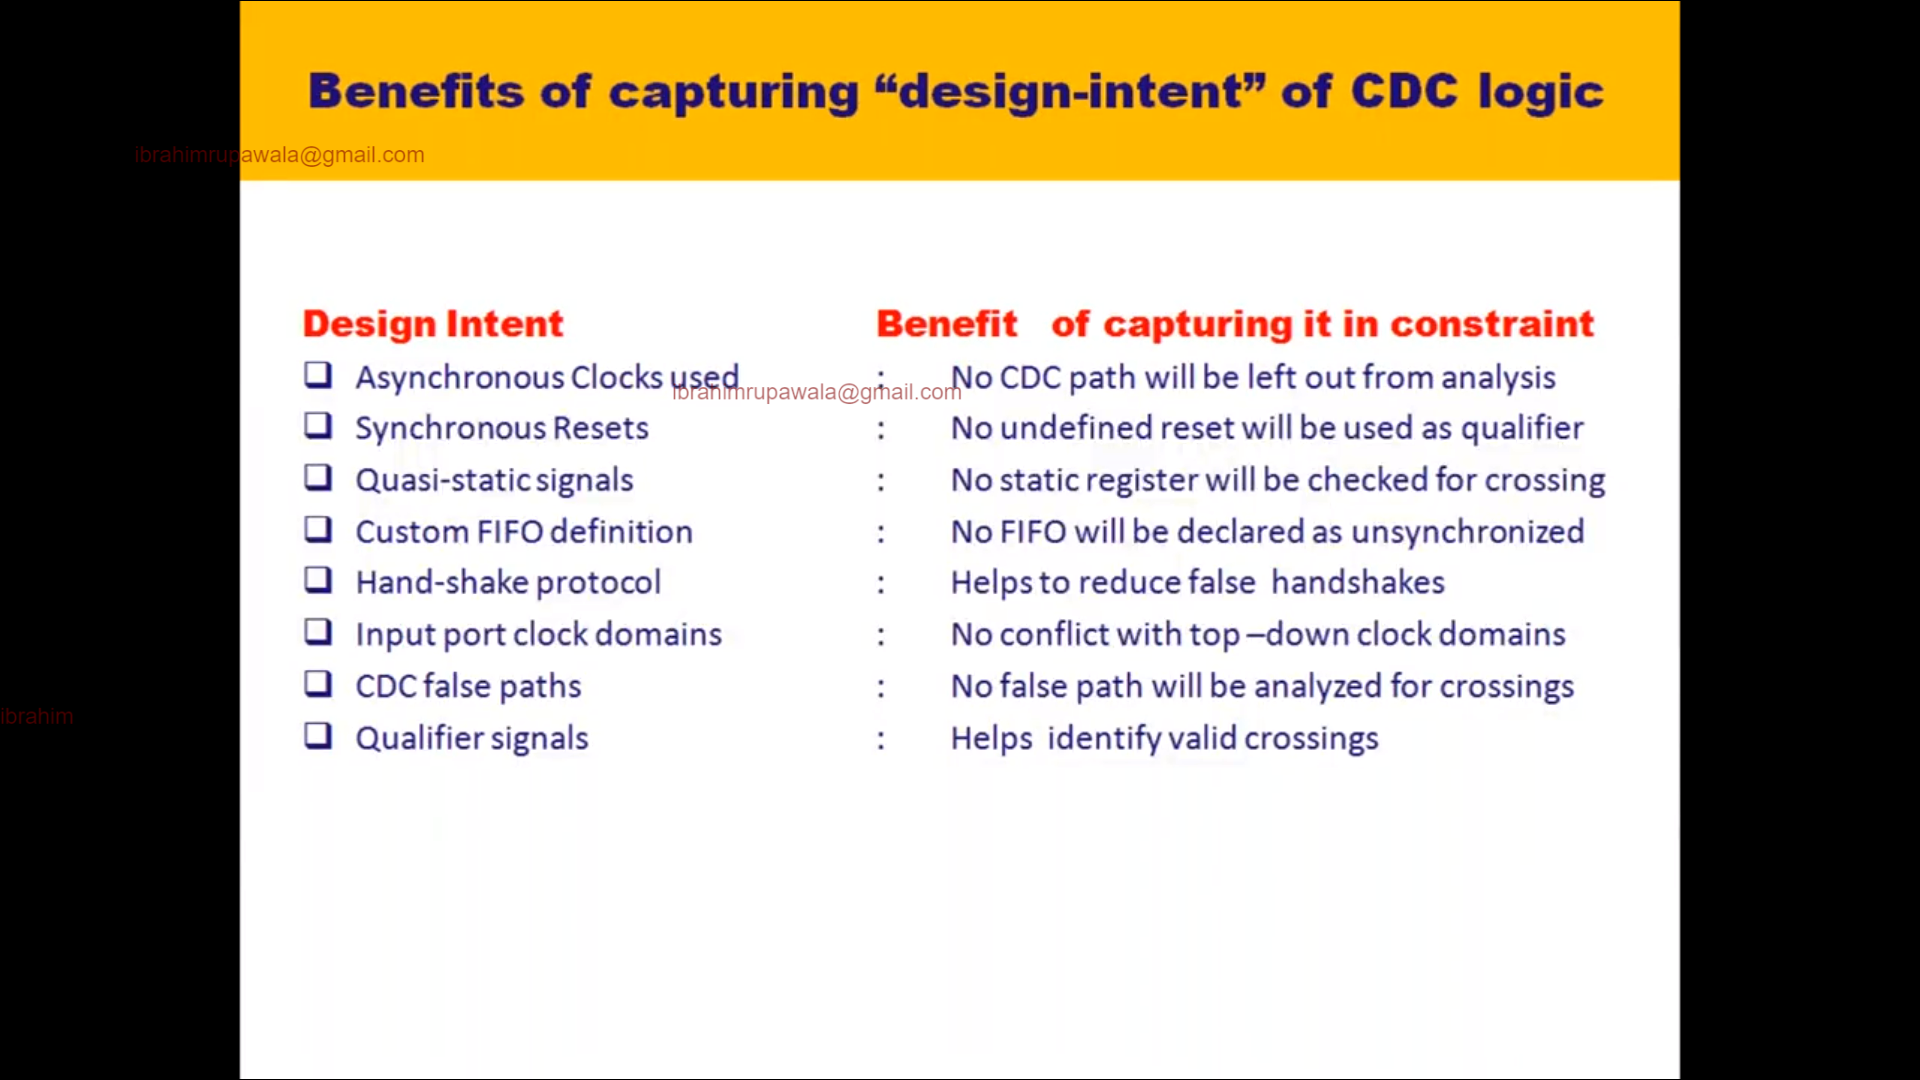 Benefits of capturing “design-intent” of CDC logic
ibrahimrupawala@gmail.com
Design Intent Benefit of capturing it in constraint
❑ Asynchronous Clocks used : No CDC path will be left out from analysis
ibrahimrupawala@gmail.com
❑ Synchronous Resets : No undefined reset will be used as qualifier
❑ Quasi-static signals : No static register will be checked for crossing
❑ Custom FIFO definition : No FIFO will be declared as unsynchronized
❑ Hand-shake protocol : Helps to reduce false handshakes
❑ Input port clock domains : No conflict with top –down clock domains
❑ CDC false paths : No false path will be analyzed for crossings
ibrahim
❑ Qualifier signals : Helps identify valid crossings